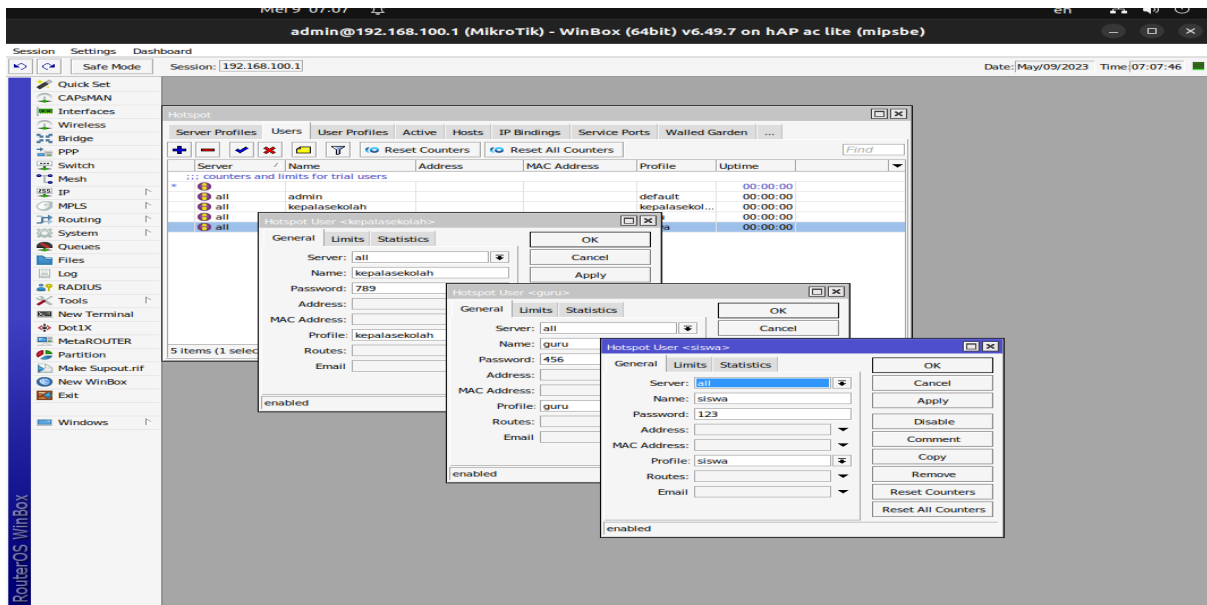 Mei 9 07:07
en
admin@192.168.100.1 (MikroTik) - WinBox (64bit) v6.49.7 on hAP ac lite (mipsbe)
Session Settings Dashboard
Safe Mode Session: 192.168.100.1 Date: May/09/2023 Time: 07:07:46
Quick Set
CAPsMAN
Interfaces
Wireless
Bridge
PPP
Switch
Mesh
IP
MPLS
Routing
System
Queues
Files
Log
RADIUS
Tools
New Terminal
Dot1X
MetaROUTER
Partition
Make Supout.rif
New WinBox
Exit
Windows
RouterOS WinBox
Hotspot
Server Profiles Users User Profiles Active Hosts IP Bindings Service Ports Walled Garden ...
Reset Counters Reset All Counters Find
Server / Name Address MAC Address Profile Uptime
;;; counters and limits for trial users
* 00:00:00
all admin default 00:00:00
all kepalasekolah kepalasekol... 00:00:00
all 00:00:00
all 00:00:00
5 items (1 selec
Hotspot User <kepalasekolah>
General Limits Statistics
Server: all
Name: kepalasekolah
Password: 789
Address:
MAC Address:
Profile: kepalasekolah
Routes:
Email
OK
Cancel
Apply
enabled
Hotspot User <guru>
General Limits Statistics
Server: all
Name: guru
Password: 456
Address:
MAC Address:
Profile: guru
Routes:
Email
OK
Cancel
enabled
Hotspot User <siswa>
General Limits Statistics
Server: all
Name: siswa
Password: 123
Address:
MAC Address:
Profile: siswa
Routes:
Email
OK
Cancel
Apply
Disable
Comment
Copy
Remove
Reset Counters
Reset All Counters
enabled